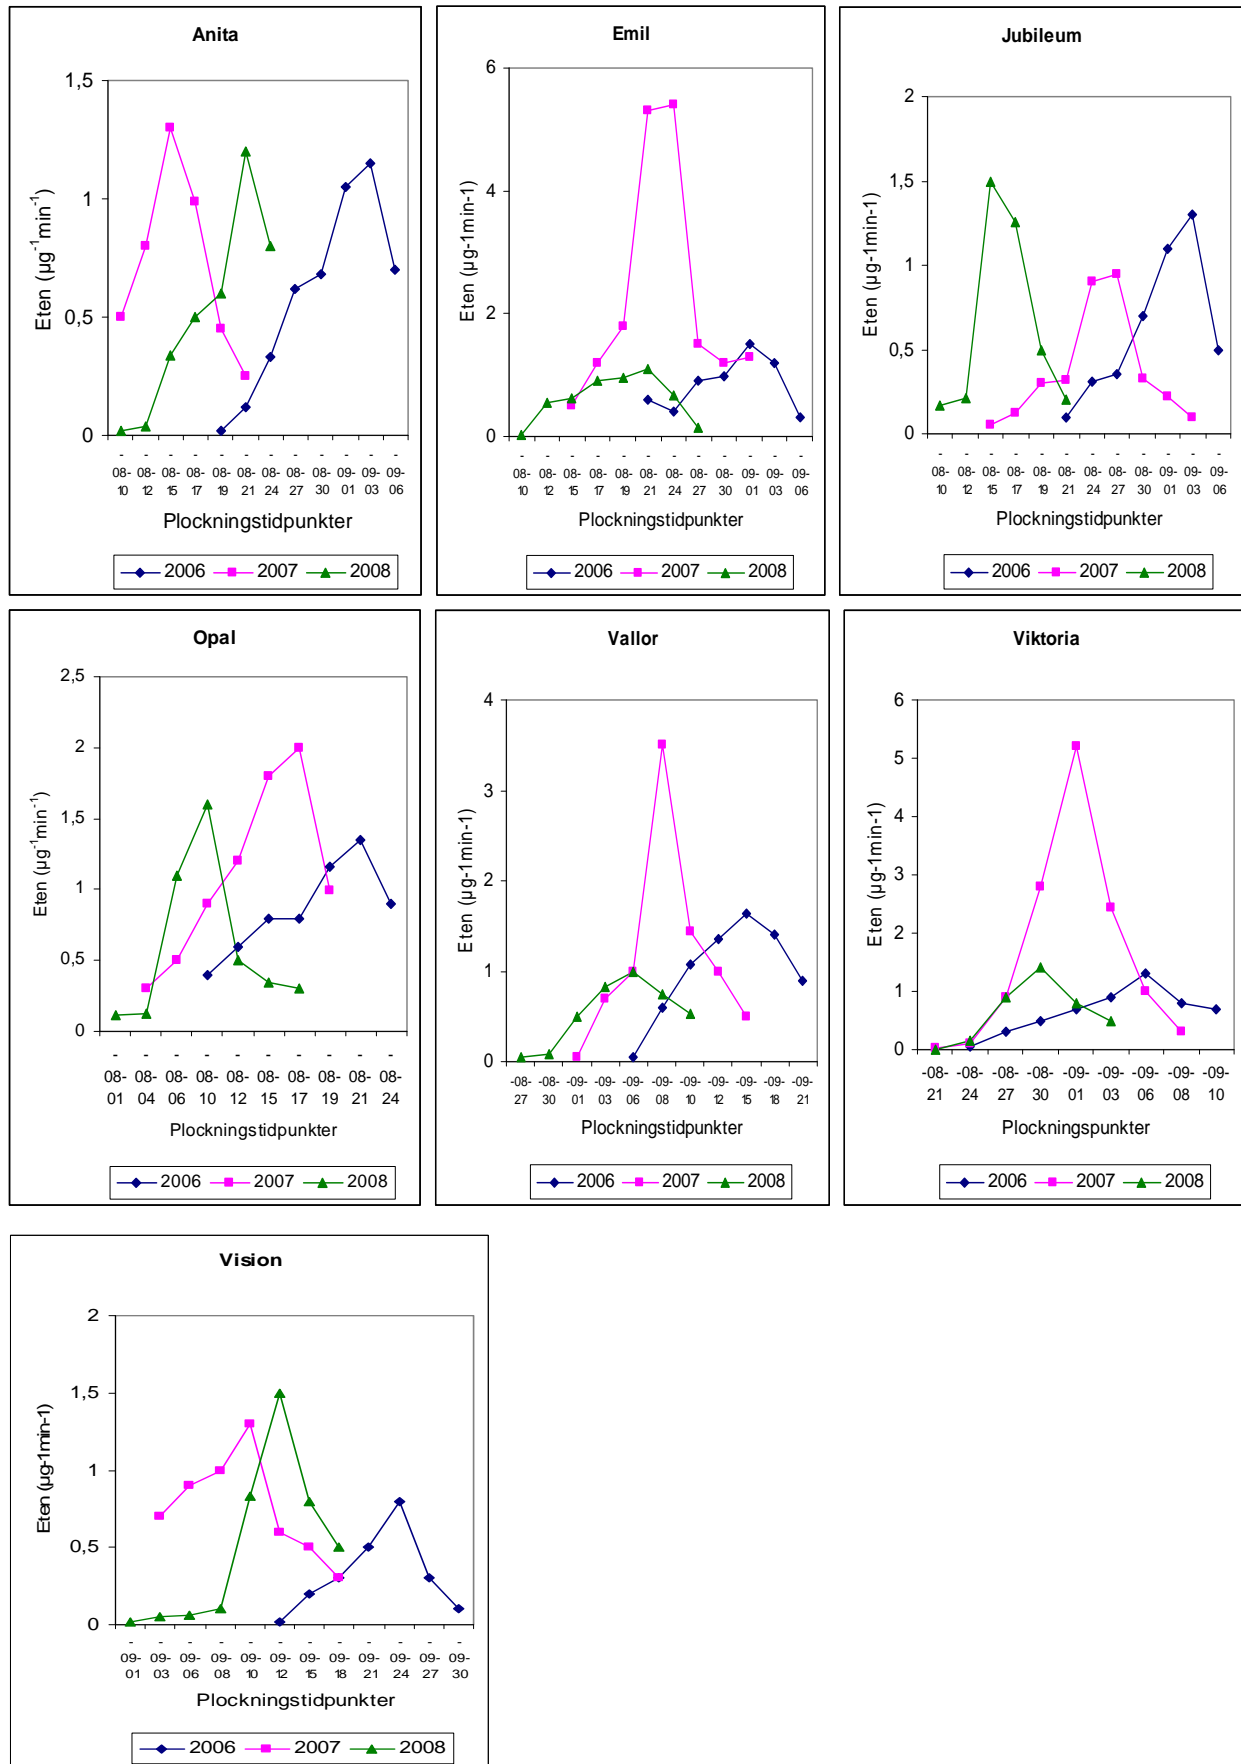 Anita
1,5
1
0,5
0
Eten (µg⁻¹min⁻¹)
- - - - - - - - - - - -
08- 08- 08- 08- 08- 08- 08- 08- 08- 09- 09- 09-
10 12 15 17 19 21 24 27 30 01 03 06
Plockningstidpunkter
2006 2007 2008
Emil
6
4
2
0
Eten (µg-1min-1)
- - - - - - - - - - - -
08- 08- 08- 08- 08- 08- 08- 08- 08- 09- 09- 09-
10 12 15 17 19 21 24 27 30 01 03 06
Plockningstidpunkter
2006 2007 2008
Jubileum
2
1,5
1
0,5
0
Eten (µg-1min-1)
- - - - - - - - - - - -
08- 08- 08- 08- 08- 08- 08- 08- 08- 09- 09- 09-
10 12 15 17 19 21 24 27 30 01 03 06
Plockningstidpunkter
2006 2007 2008
Opal
2,5
2
1,5
1
0,5
0
Eten (µg⁻¹min⁻¹)
- - - - - - - - - -
08- 08- 08- 08- 08- 08- 08- 08- 08- 08-
01 04 06 10 12 15 17 19 21 24
Plockningstidpunkter
2006 2007 2008
Vallor
4
3
2
1
0
Eten (µg-1min-1)
-08- -08- -09- -09- -09- -09- -09- -09- -09- -09- -09-
27 30 01 03 06 08 10 12 15 18 21
Plockningstidpunkter
2006 2007 2008
Viktoria
6
5
4
3
2
1
0
Eten (µg-1min-1)
-08- -08- -08- -08- -09- -09- -09- -09- -09-
21 24 27 30 01 03 06 08 10
Plockningspunkter
2006 2007 2008
Vision
2
1,5
1
0,5
0
Eten (µg-1min-1)
- - - - - - - - - - - -
09- 09- 09- 09- 09- 09- 09- 09- 09- 09- 09- 09-
01 03 06 08 10 12 15 18 21 24 27 30
Plockningstidpunkter
2006 2007 2008